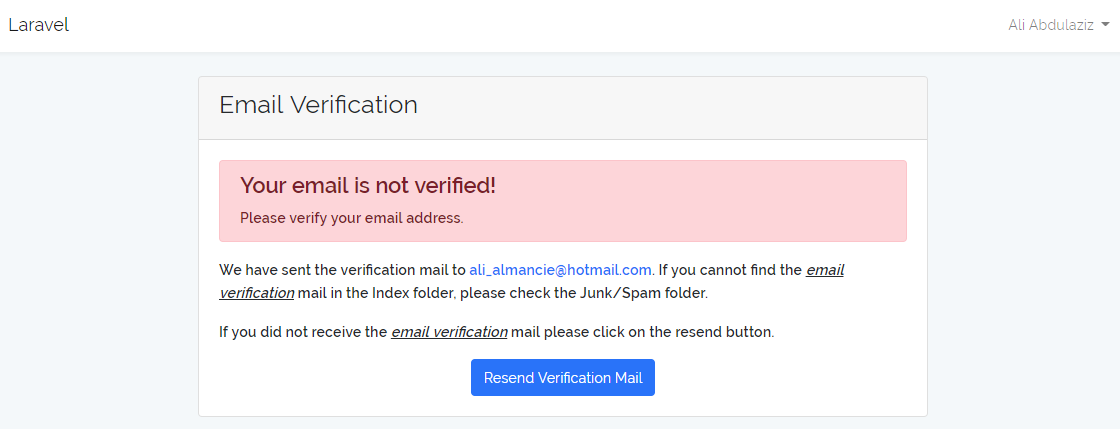 Laravel
Ali Abdulaziz
Email Verification
Your email is not verified!
Please verify your email address.
We have sent the verification mail to ali_almancie@hotmail.com. If you cannot find the email
verification mail in the Index folder, please check the Junk/Spam folder.
If you did not receive the email verification mail please click on the resend button.
Resend Verification Mail